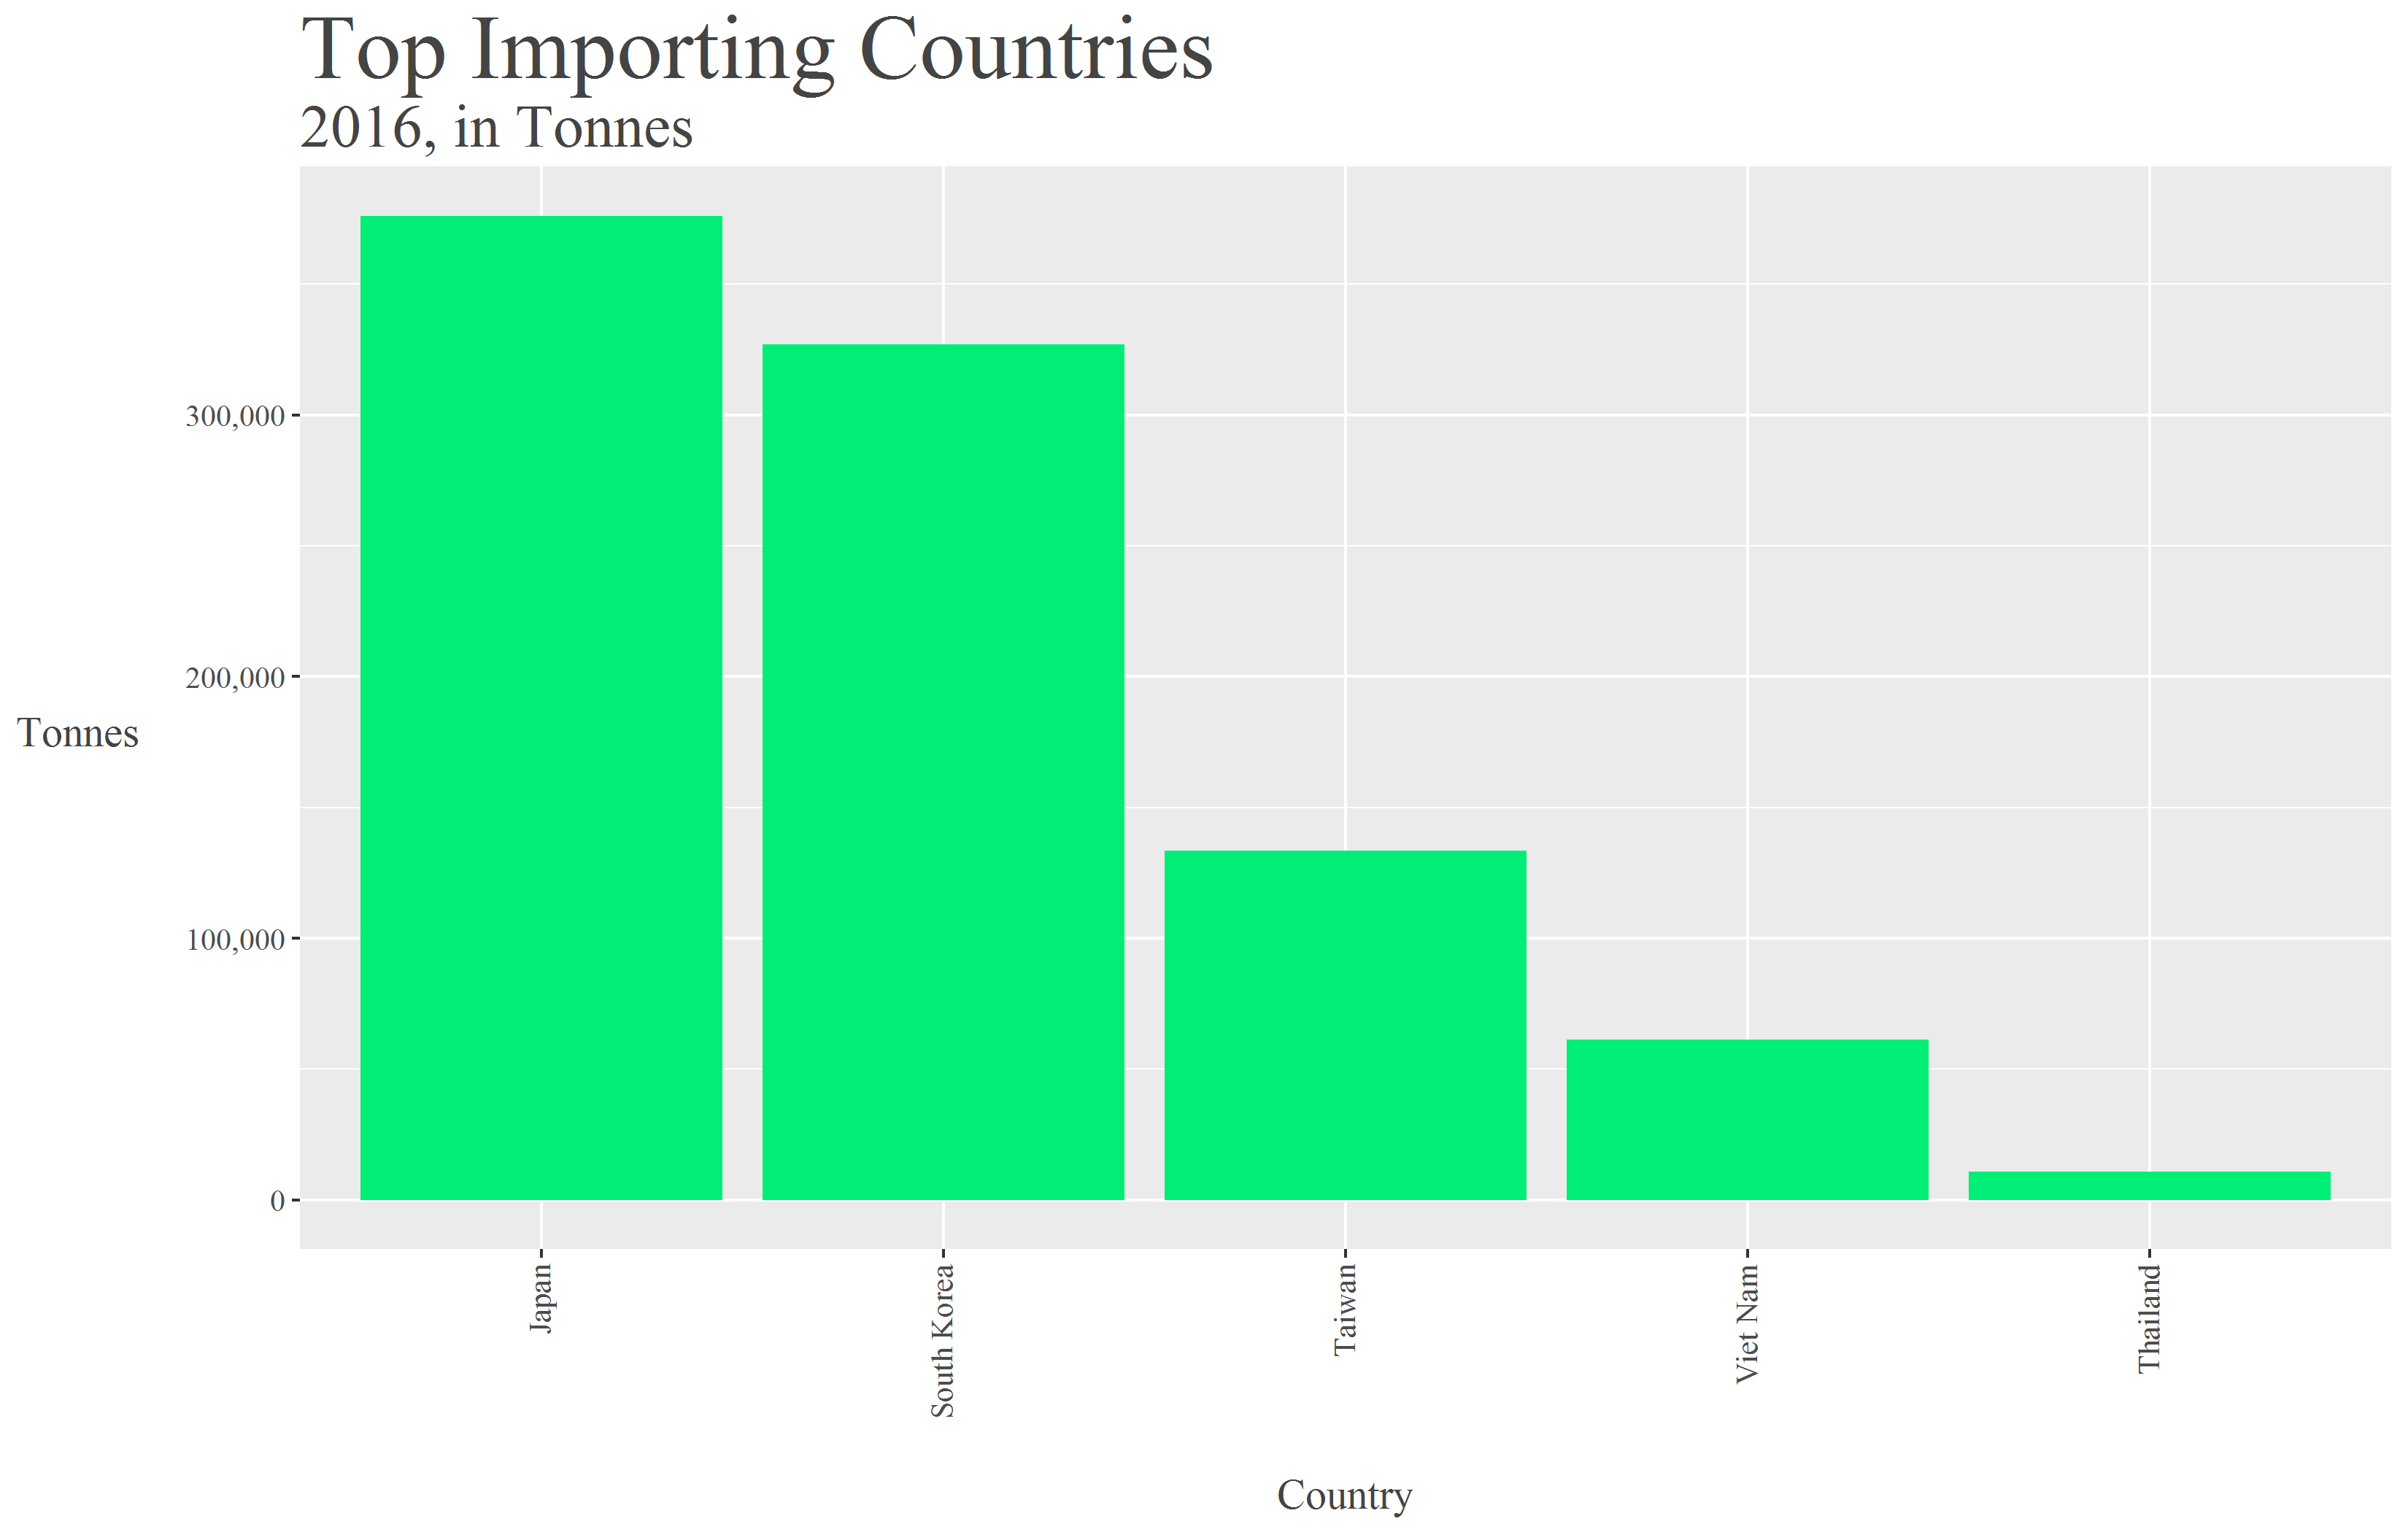 Top Importing Countries
2016, in Tonnes
300,000
200,000
Tonnes
100,000
0
Japan
South Korea
Taiwan
Viet Nam
Thailand
Country